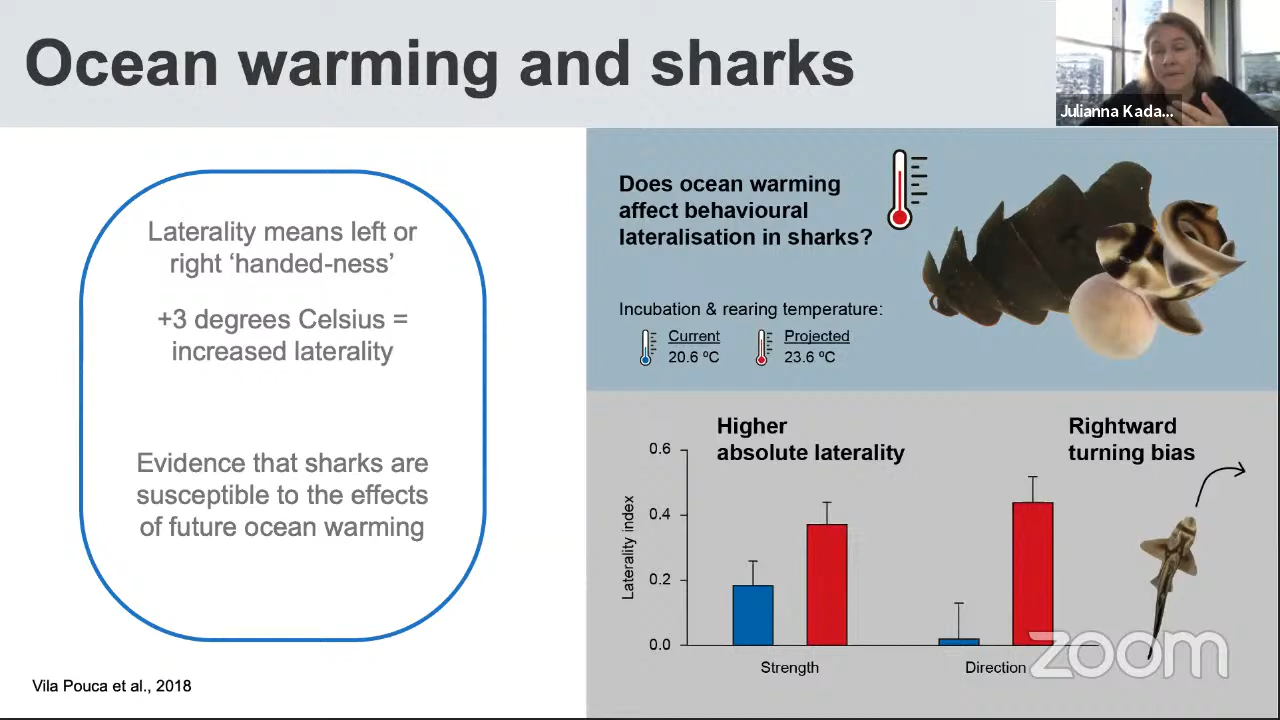 Ocean warming and sharks
Julianna Kada...
Laterality means left or
right ‘handed-ness’
+3 degrees Celsius =
increased laterality
Evidence that sharks are
susceptible to the effects
of future ocean warming
Vila Pouca et al., 2018
Does ocean warming
affect behavioural
lateralisation in sharks?
Incubation & rearing temperature:
Current
20.6 ºC
Projected
23.6 ºC
Higher
absolute laterality
Rightward
turning bias
Laterality index
0.6
0.4
0.2
0.0
Strength
Direction
zoom